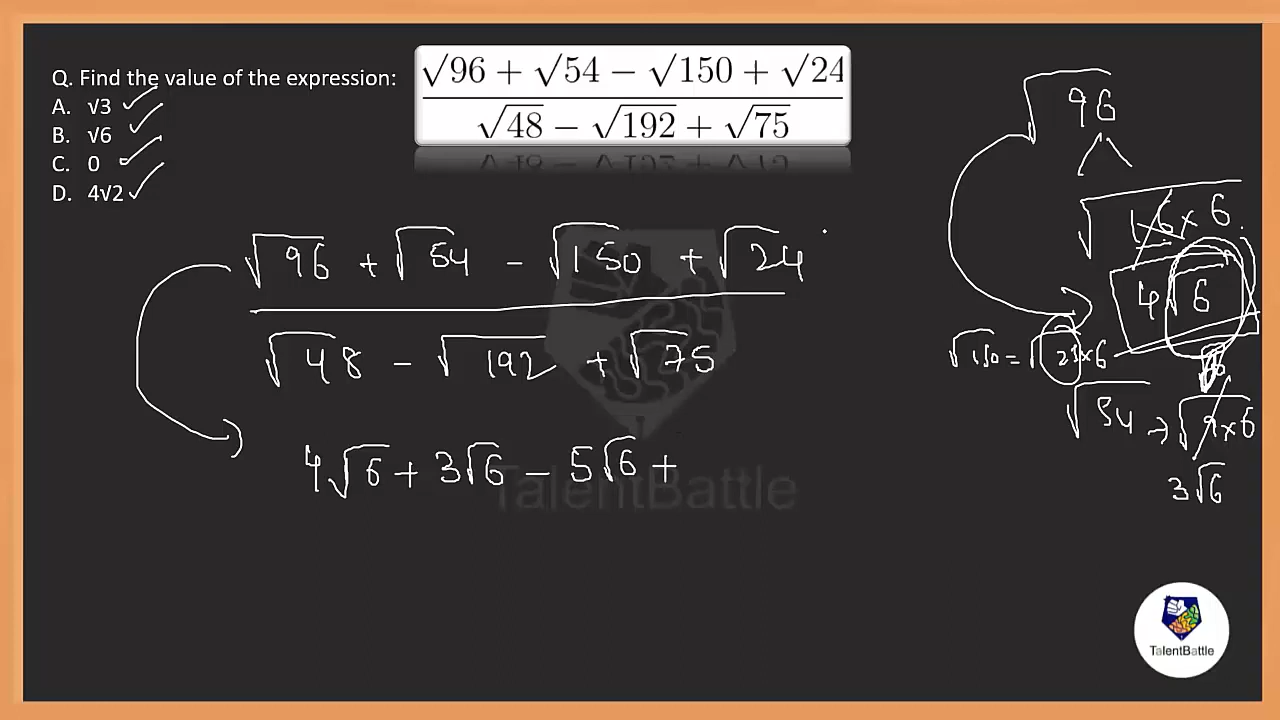 Q. Find the value of the expression:
A. √3
B. √6
C. 0
D. 4√2
√96 + √54 − √150 + √24
√48 − √192 + √75
√96 + √54 − √150 + √24
√48 − √192 + √75
4√6 + 3√6 − 5√6 +
√96
√16×6
4√6
√150 = √25×6
√54 → √9×6
3√6
TalentBattle
TalentBattle